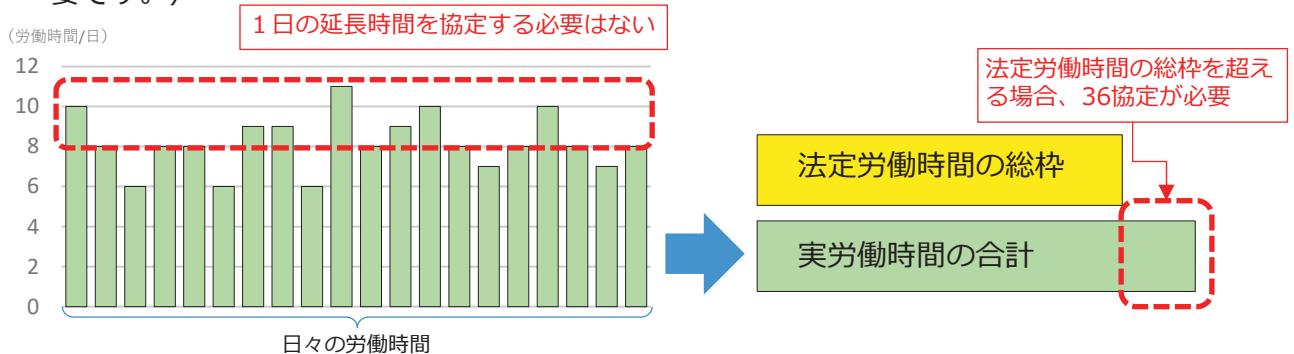 要です。)
(労働時間/日)
1日の延長時間を協定する必要はない
12
10
8
6
4
2
0
日々の労働時間
法定労働時間の総枠を超え
る場合、36協定が必要
法定労働時間の総枠
実労働時間の合計